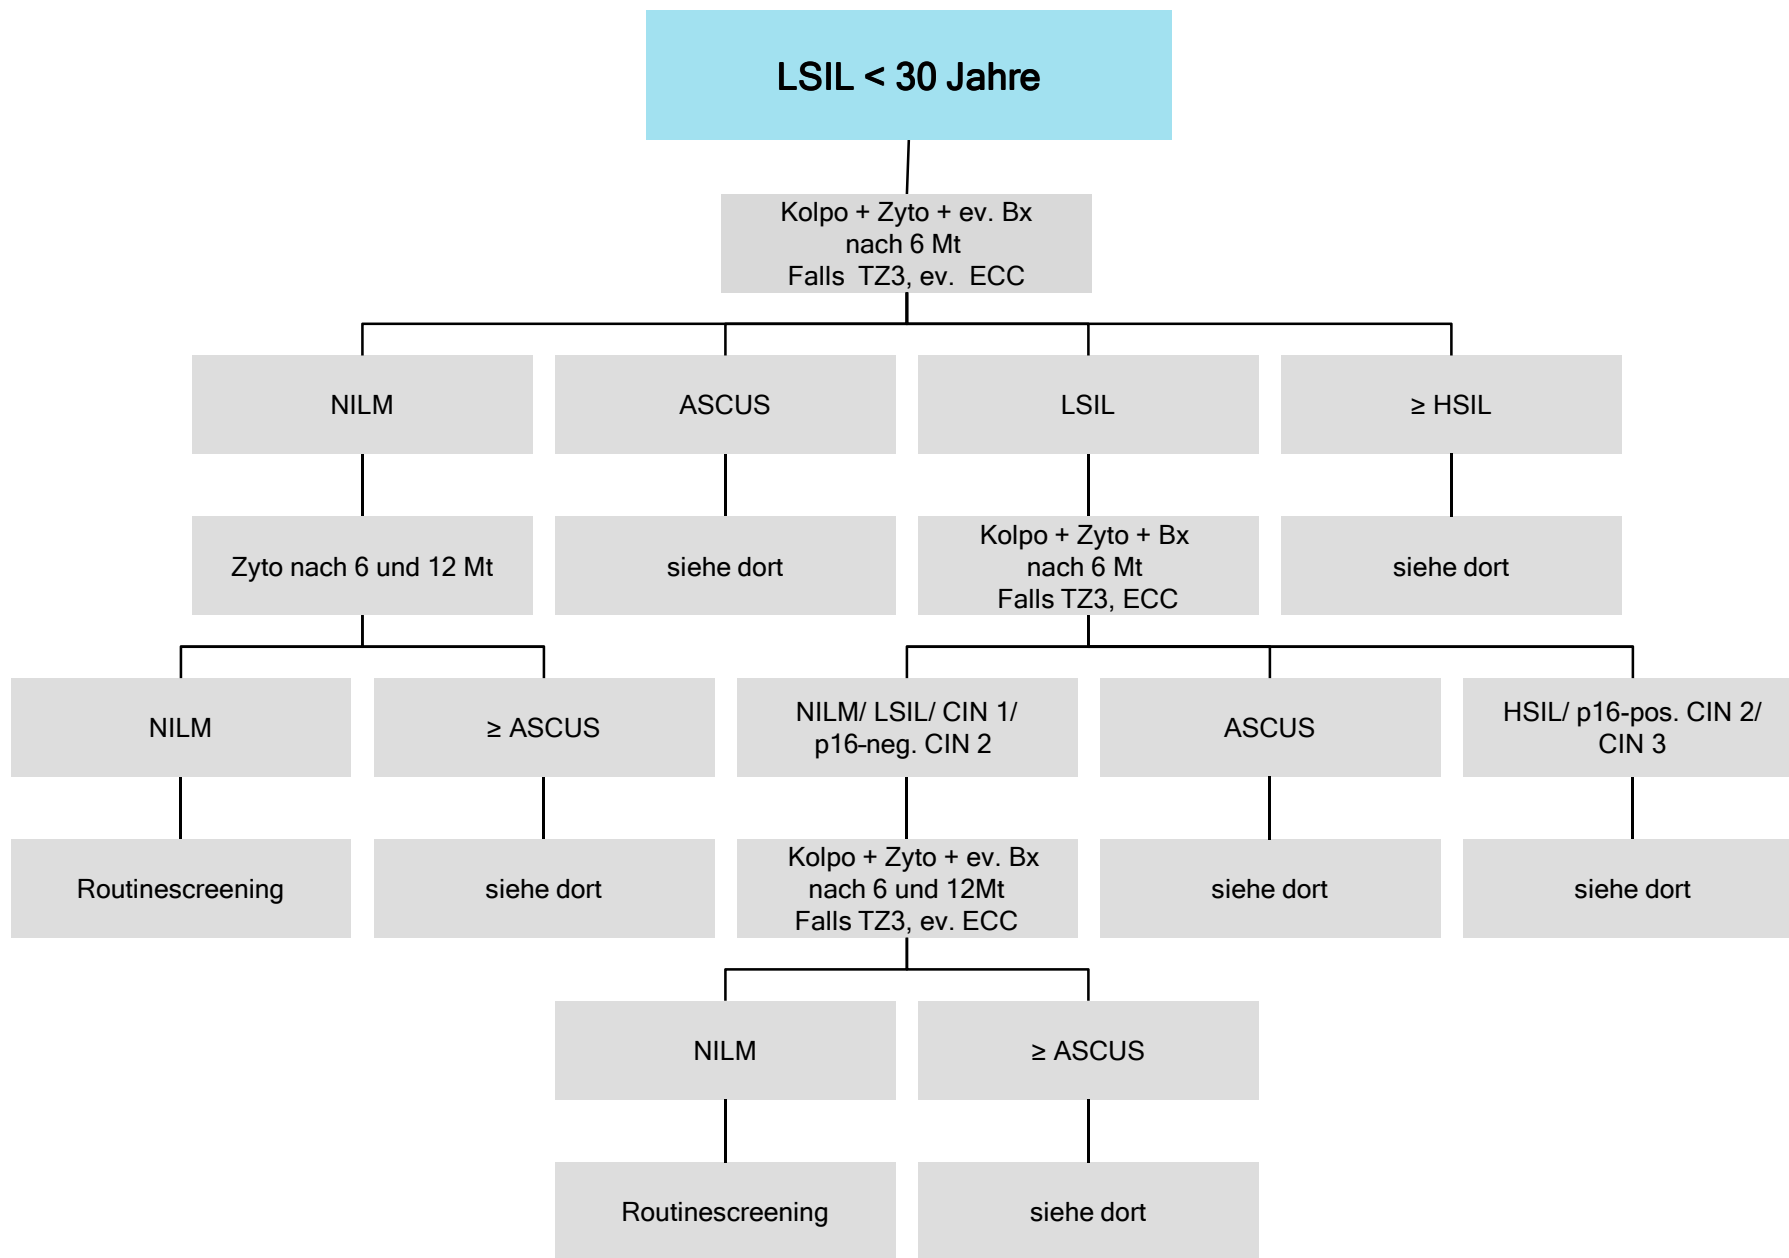 LSIL < 30 Jahre
Kolpo + Zyto + ev. Bx
nach 6 Mt
Falls TZ3, ev. ECC
NILM
ASCUS
LSIL
≥ HSIL
Zyto nach 6 und 12 Mt
siehe dort
Kolpo + Zyto + Bx
nach 6 Mt
Falls TZ3, ECC
siehe dort
NILM
≥ ASCUS
NILM/ LSIL/ CIN 1/
p16-neg. CIN 2
ASCUS
HSIL/ p16-pos. CIN 2/
CIN 3
Routinescreening
siehe dort
Kolpo + Zyto + ev. Bx
nach 6 und 12Mt
Falls TZ3, ev. ECC
siehe dort
siehe dort
NILM
≥ ASCUS
Routinescreening
siehe dort